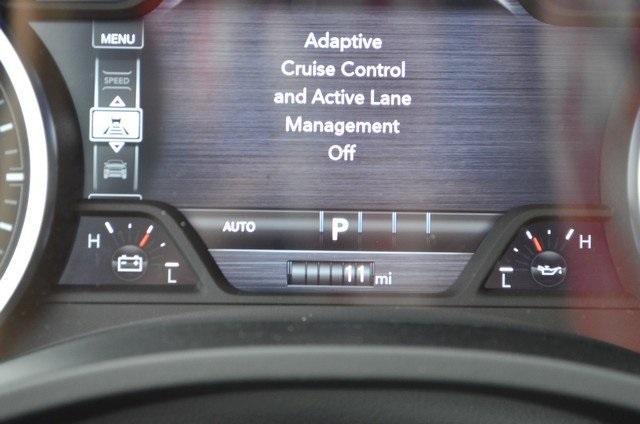 MENU
SPEED
Adaptive
Cruise Control
and Active Lane
Management
Off
AUTO
P
H
L
11 mi
H
L